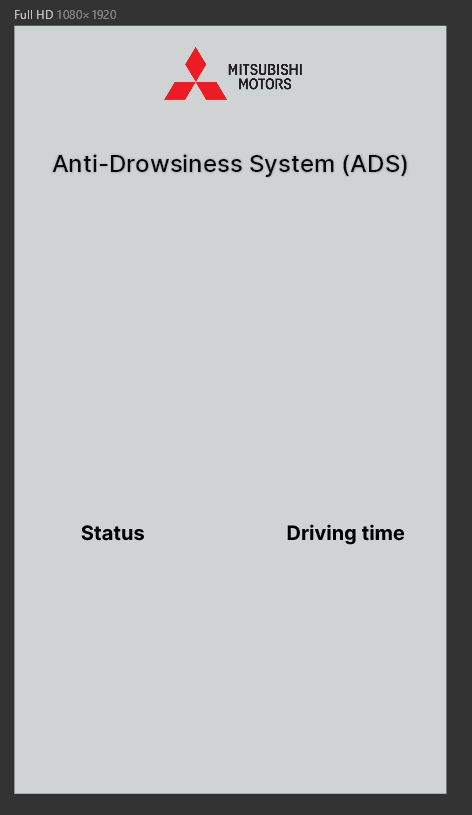 Full HD 1080×1920
MITSUBISHI
MOTORS
Anti-Drowsiness System (ADS)
Status
Driving time